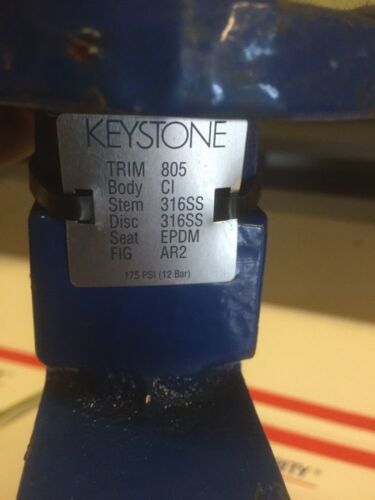 KEYSTONE
TRIM 805
Body CI
Stem 316SS
Disc 316SS
Seat EPDM
FIG AR2
175 PSI (12 Bar)